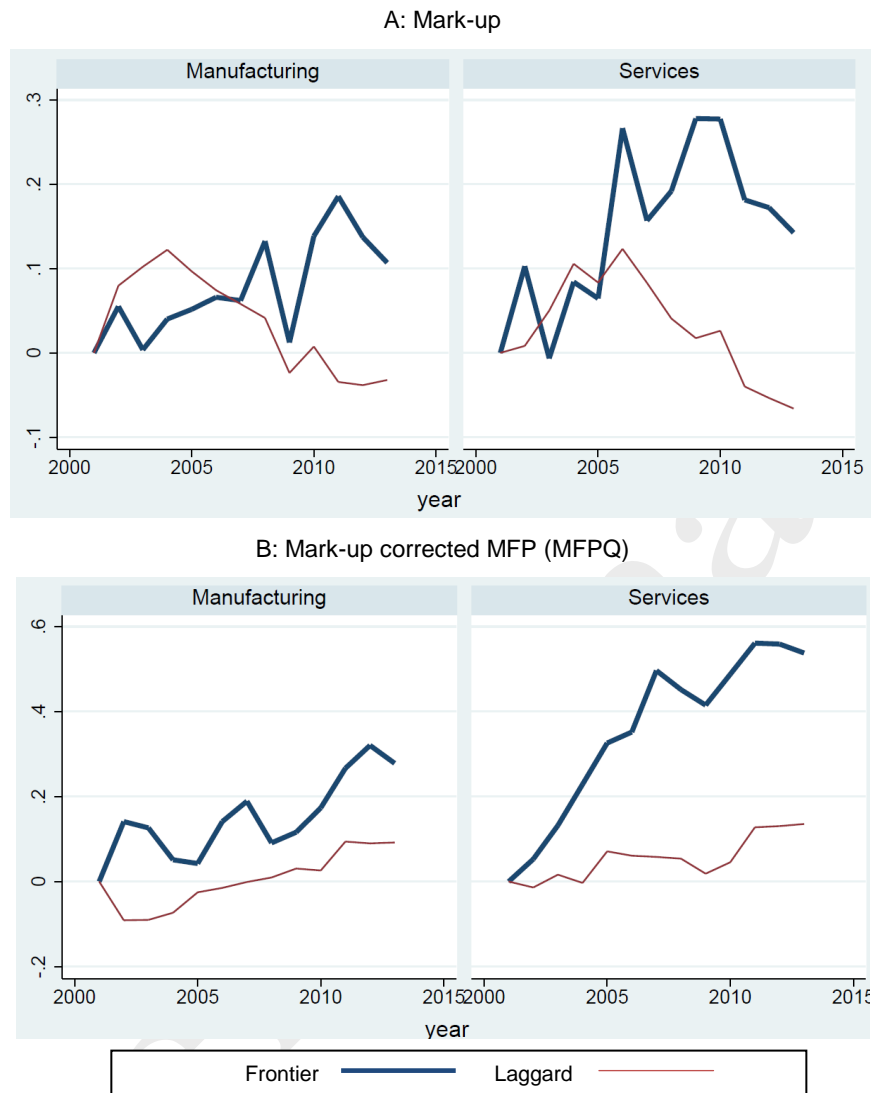 A: Mark-up
Manufacturing Services
.3
.2
.1
0
-.1
2000 2005 2010 2015 2000 2005 2010 2015
year
B: Mark-up corrected MFP (MFPQ)
Manufacturing Services
.6
.4
.2
0
-.2
2000 2005 2010 2015 2000 2005 2010 2015
year
Frontier Laggard